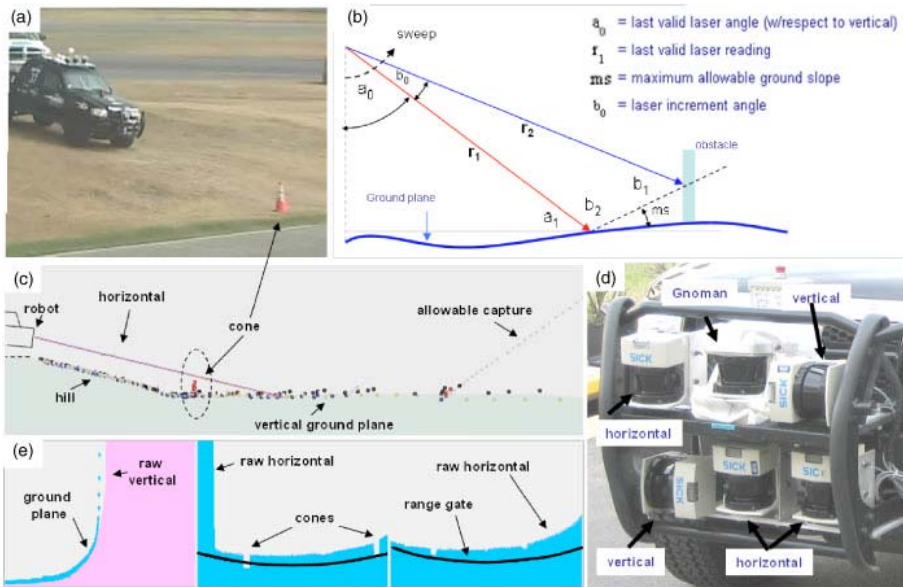 (a)
(b)
a0 = last valid laser angle (w/respect to vertical)
r1 = last valid laser reading
ms = maximum allowable ground slope
b0 = laser increment angle
sweep
b0
a0
r2
r1
obstacle
b1
b2
ms
a1
Ground plane
(c)
robot
horizontal
cone
allowable capture
hill
vertical ground plane
(d)
Gnoman
vertical
SICK
SICK
horizontal
SICK
SICK
SICK
vertical
horizontal
(e)
raw
vertical
ground
plane
raw horizontal
cones
raw
horizontal
range gate